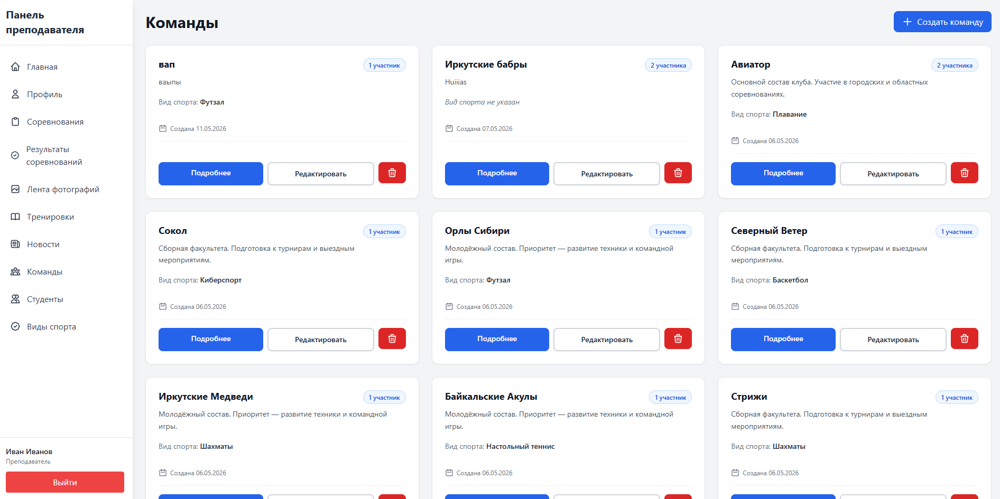 Панель
преподавателя
Главная
Профиль
Соревнования
Результаты
соревнований
Лента фотографий
Тренировки
Новости
Команды
Студенты
Виды спорта
Иван Иванов
Преподаватель
Выйти
Команды
Создать команду
вап
1 участник
ваыпы
Вид спорта: Футзал
Создана 11.05.2026
Подробнее
Редактировать
Иркутские бабры
2 участника
Huiiias
Вид спорта не указан
Создана 07.05.2026
Подробнее
Редактировать
Авиатор
2 участника
Основной состав клуба. Участие в городских и областных
соревнованиях.
Вид спорта: Плавание
Создана 06.05.2026
Подробнее
Редактировать
Сокол
1 участник
Сборная факультета. Подготовка к турнирам и выездным
мероприятиям.
Вид спорта: Киберспорт
Создана 06.05.2026
Подробнее
Редактировать
Орлы Сибири
1 участник
Молодёжный состав. Приоритет — развитие техники и командной
игры.
Вид спорта: Футзал
Создана 06.05.2026
Подробнее
Редактировать
Северный Ветер
1 участник
Сборная факультета. Подготовка к турнирам и выездным
мероприятиям.
Вид спорта: Баскетбол
Создана 06.05.2026
Подробнее
Редактировать
Иркутские Медведи
1 участник
Молодёжный состав. Приоритет — развитие техники и командной
игры.
Вид спорта: Шахматы
Создана 06.05.2026
Байкальские Акулы
1 участник
Молодёжный состав. Приоритет — развитие техники и командной
игры.
Вид спорта: Настольный теннис
Создана 06.05.2026
Стрижи
1 участник
Сборная факультета. Подготовка к турнирам и выездным
мероприятиям.
Вид спорта: Шахматы
Создана 06.05.2026